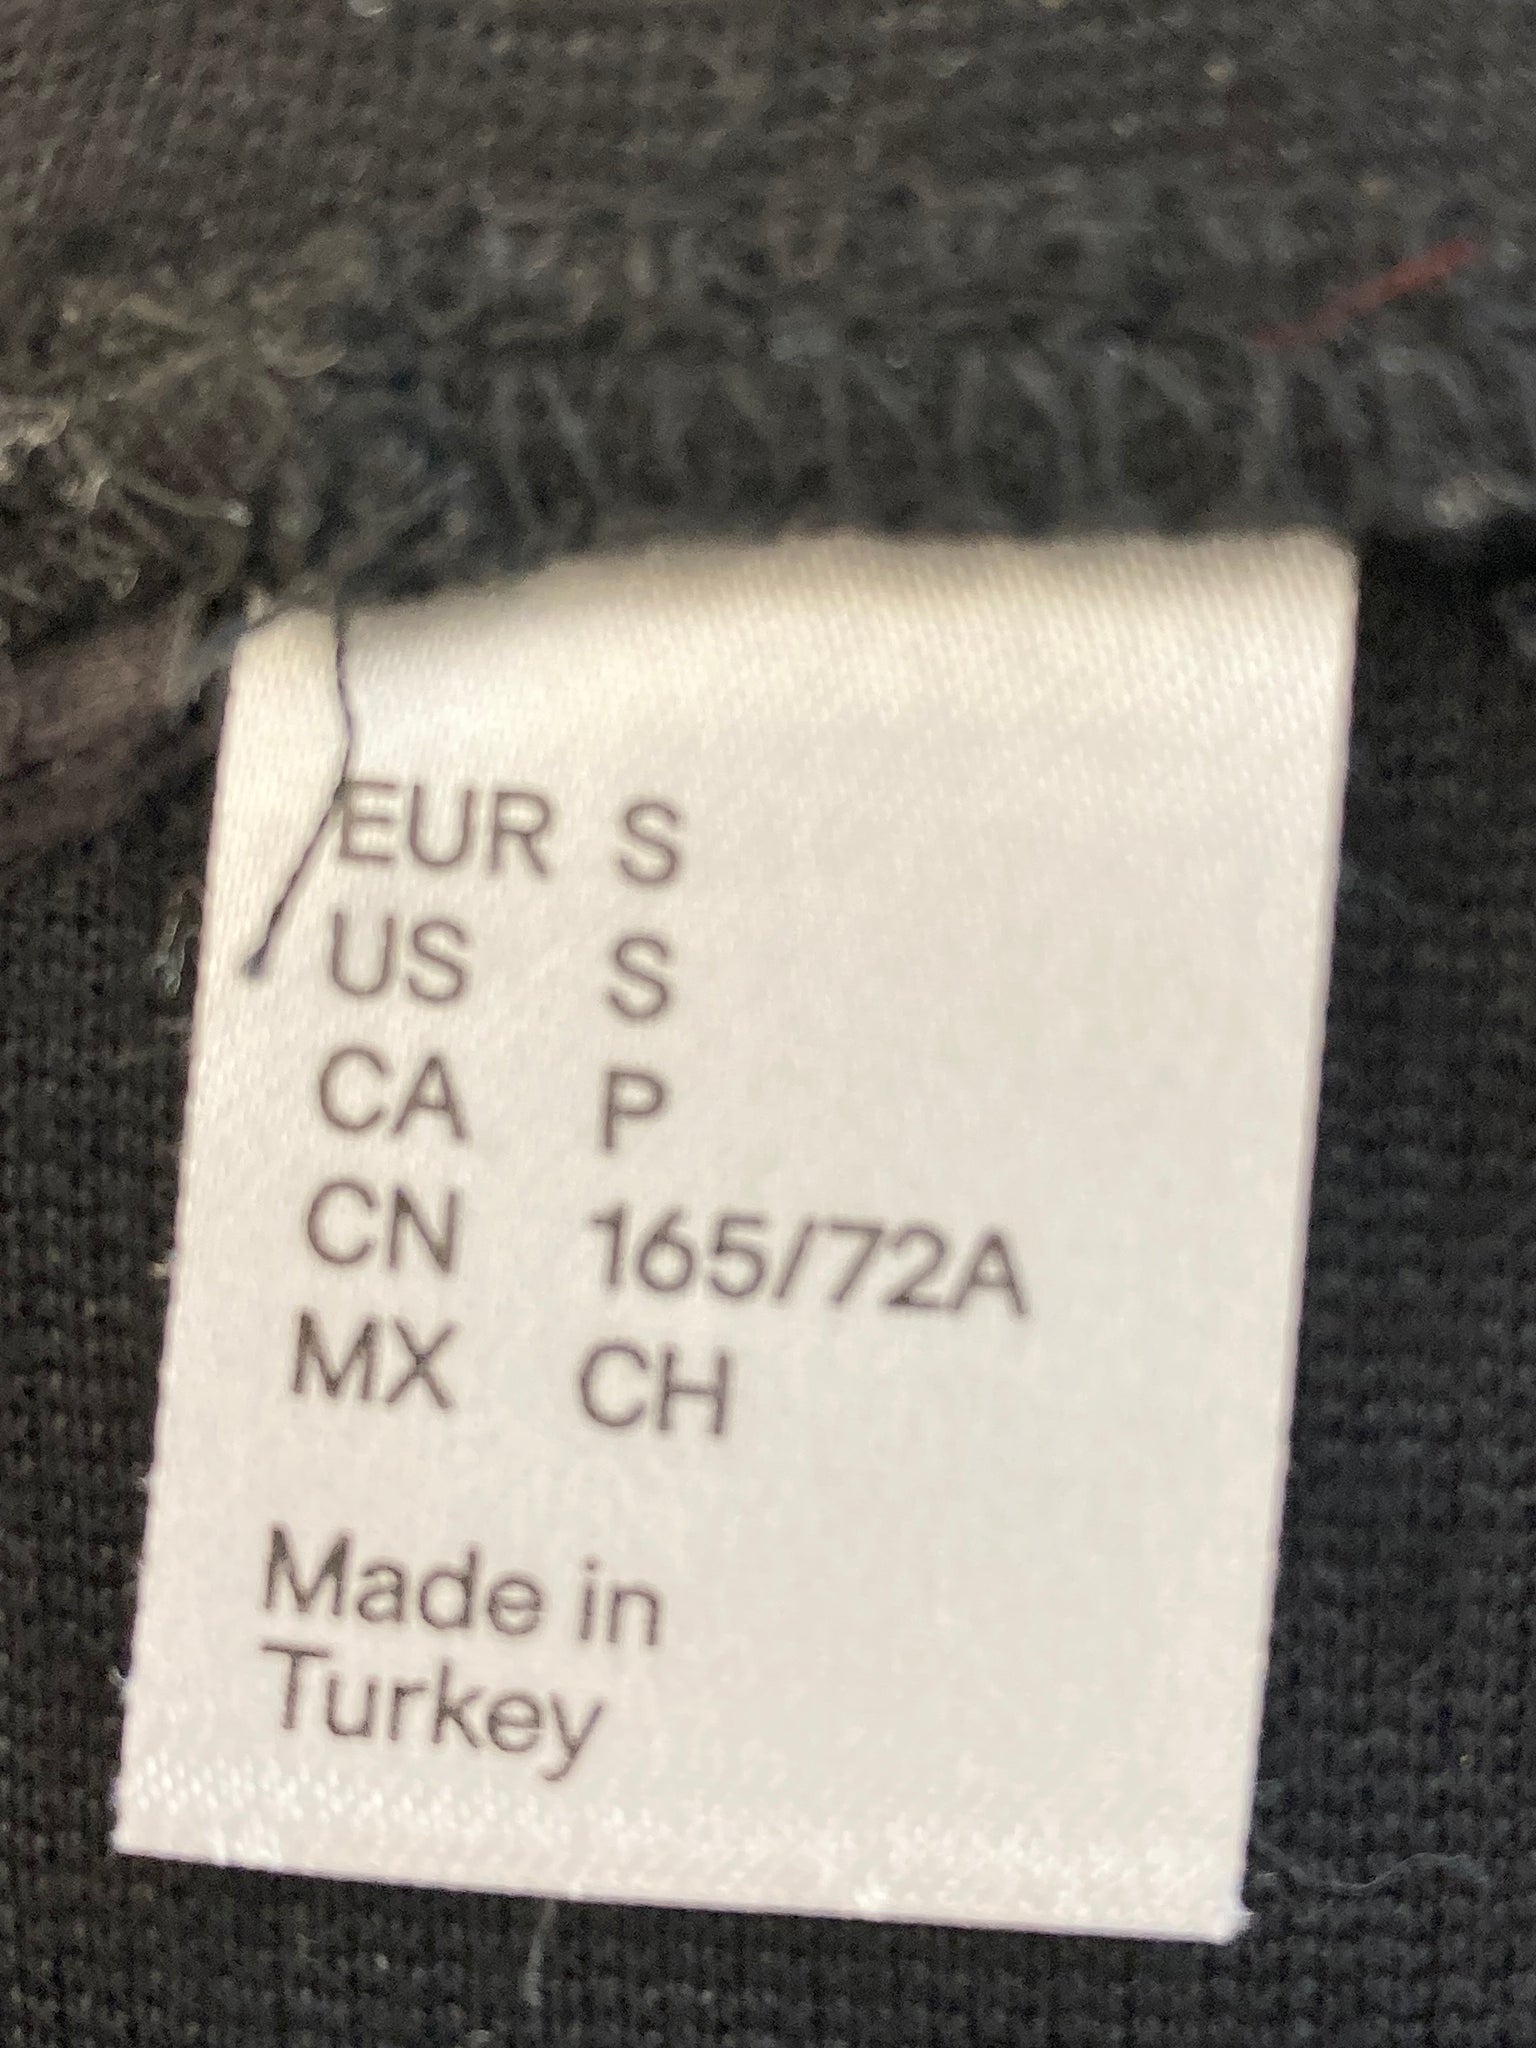 EUR S
US S
CA P
CN 165/72A
MX CH
Made in
Turkey